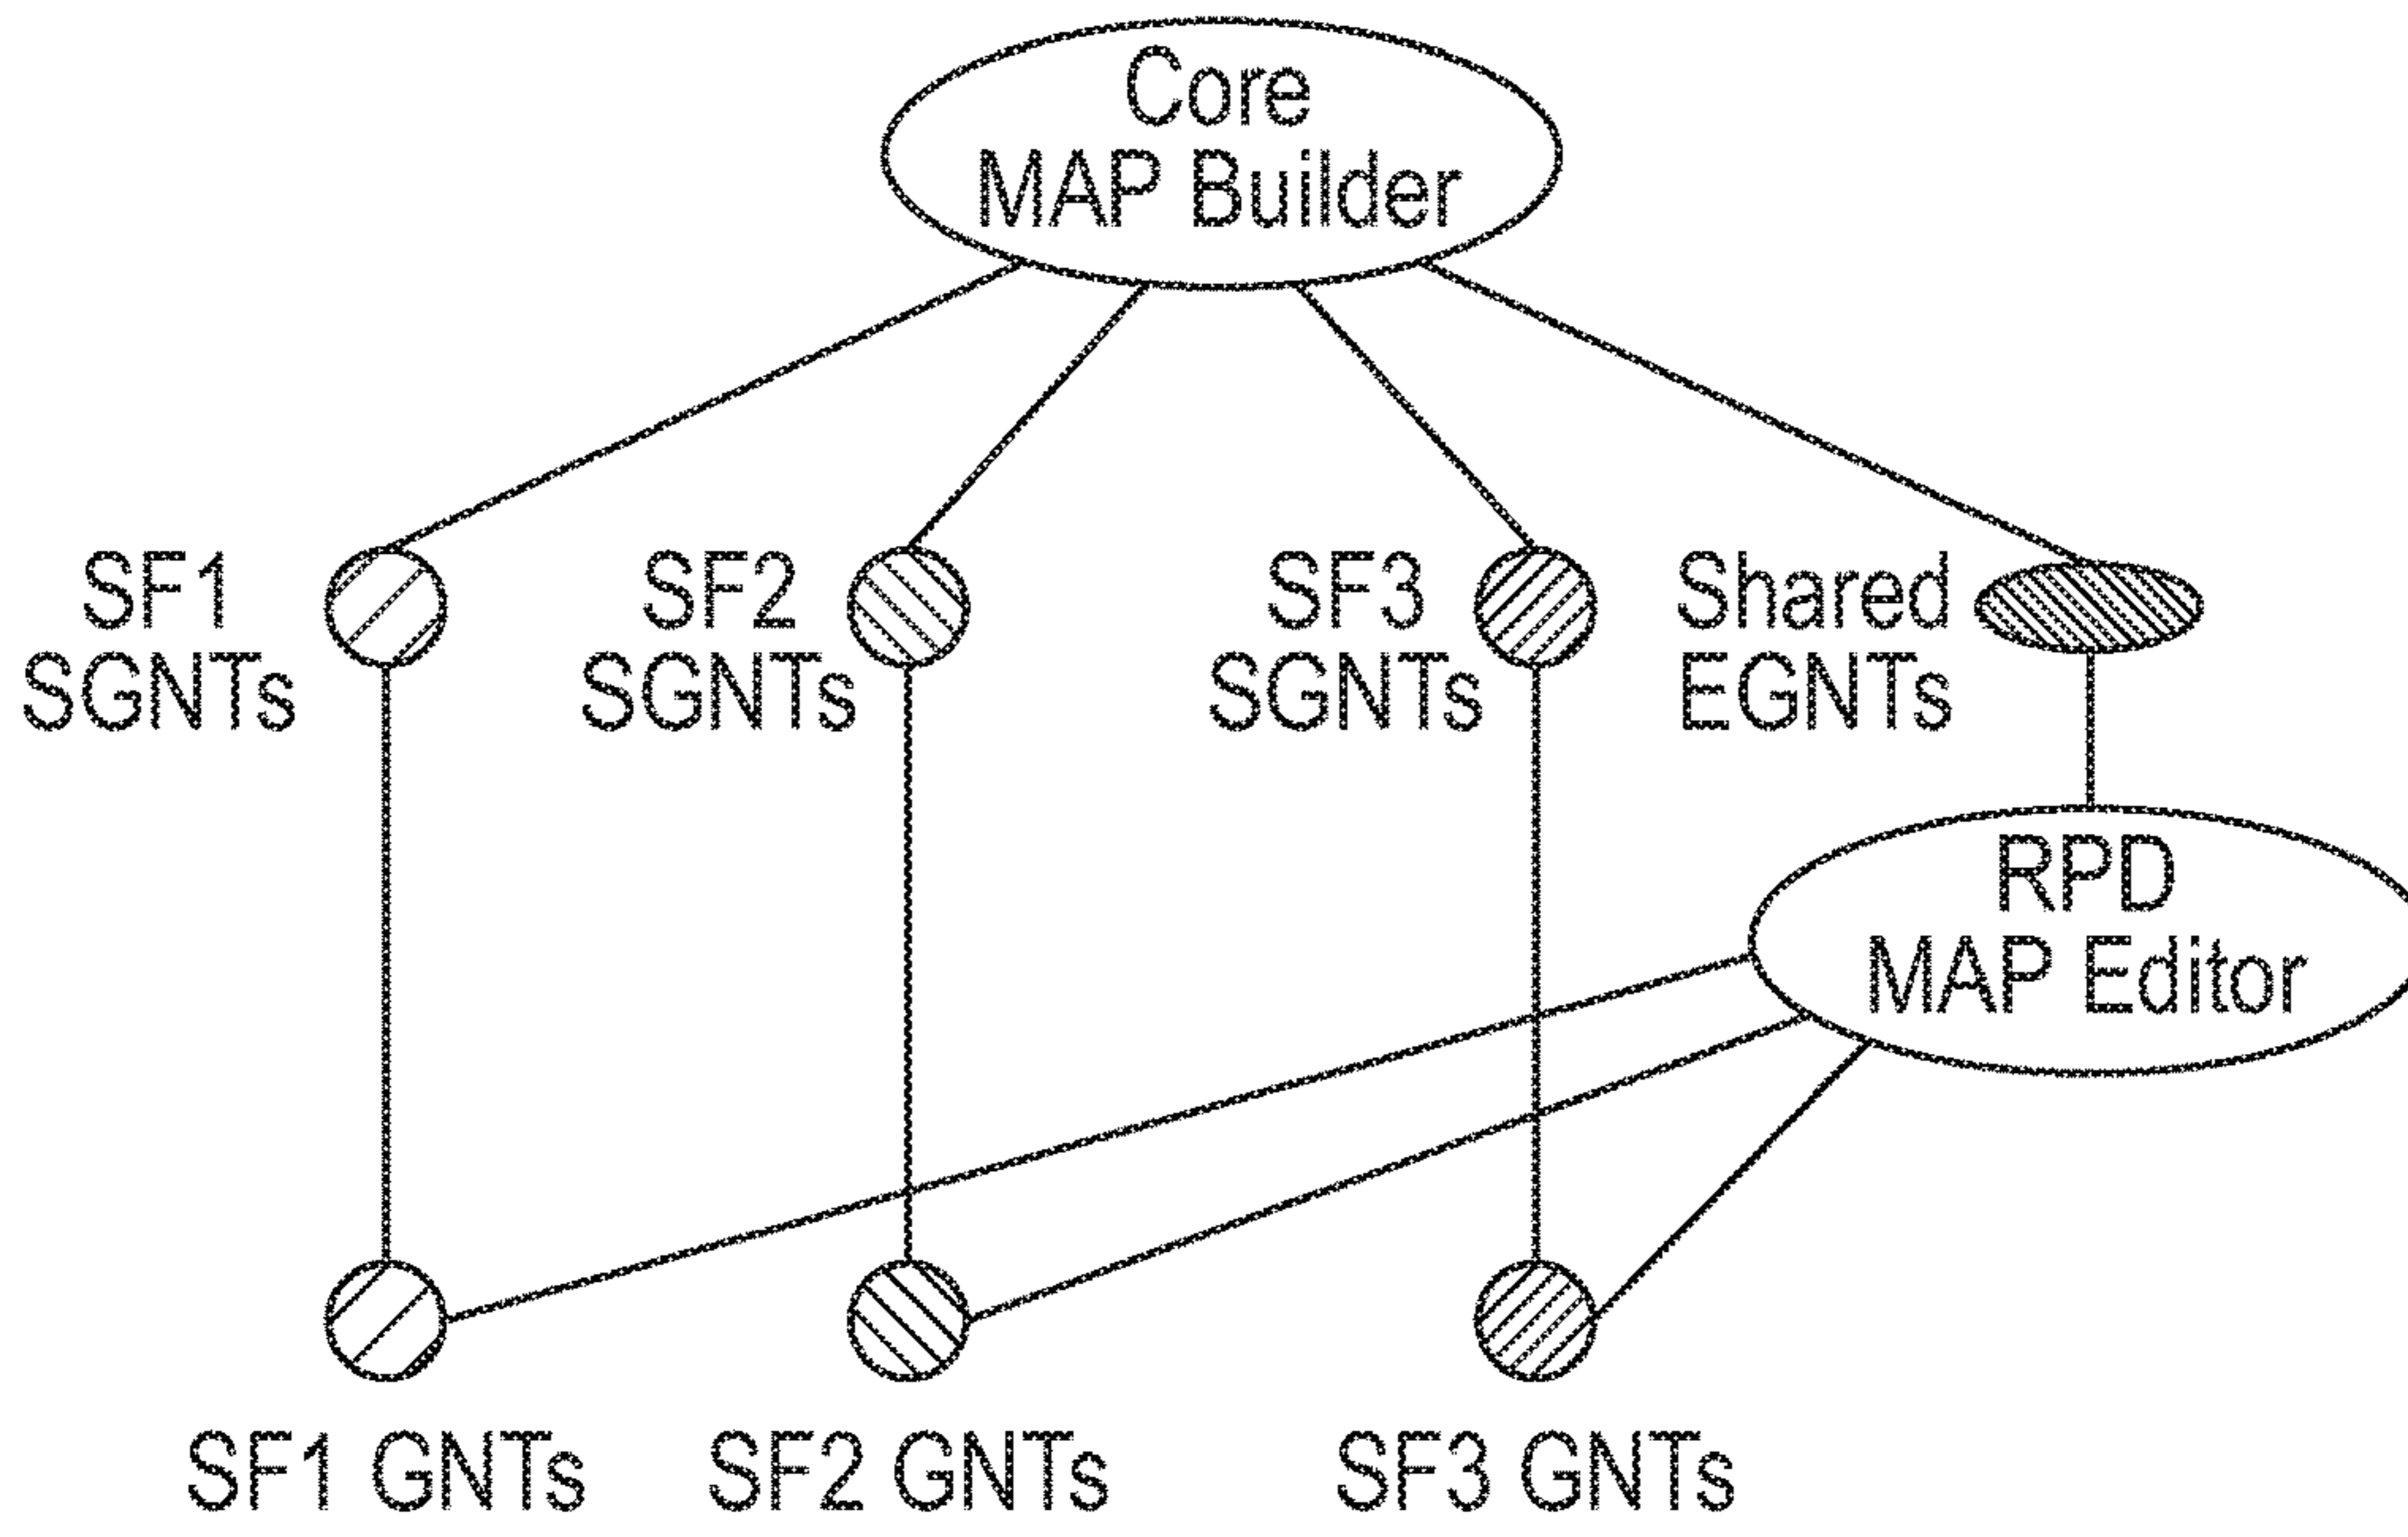 Core
MAP Builder
SF1
SGNTs
SF2
SGNTs
SF3
SGNTs
Shared
EGNTs
RPD
MAP Editor
SF1 GNTs
SF2 GNTs
SF3 GNTs